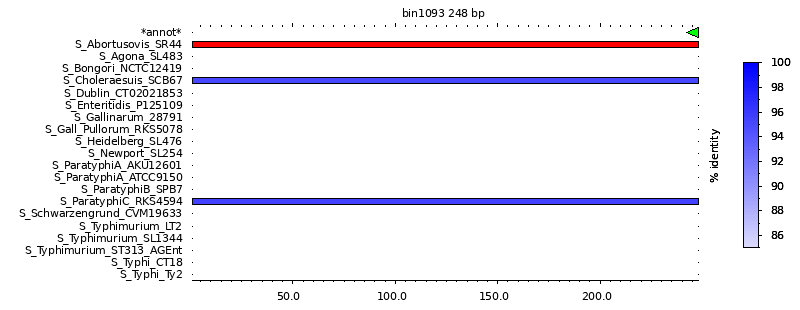 bin1093 248 bp
*annot*
S_Abortusovis_SR44
S_Agona_SL483
S_Bongori_NCTC12419
S_Choleraesuis_SCB67
S_Dublin_CT02021853
S_Enteritidis_P125109
S_Gallinarum_28791
S_Gall_Pullorum_RKS5078
S_Heidelberg_SL476
S_Newport_SL254
S_ParatyphiA_AKU12601
S_ParatyphiA_ATCC9150
S_ParatyphiB_SPB7
S_ParatyphiC_RKS4594
S_Schwarzengrund_CVM19633
S_Typhimurium_LT2
S_Typhimurium_SL1344
S_Typhimurium_ST313_AGEnt
S_Typhi_CT18
S_Typhi_Ty2
50.0 100.0 150.0 200.0
% identity
100
98
96
94
92
90
88
86